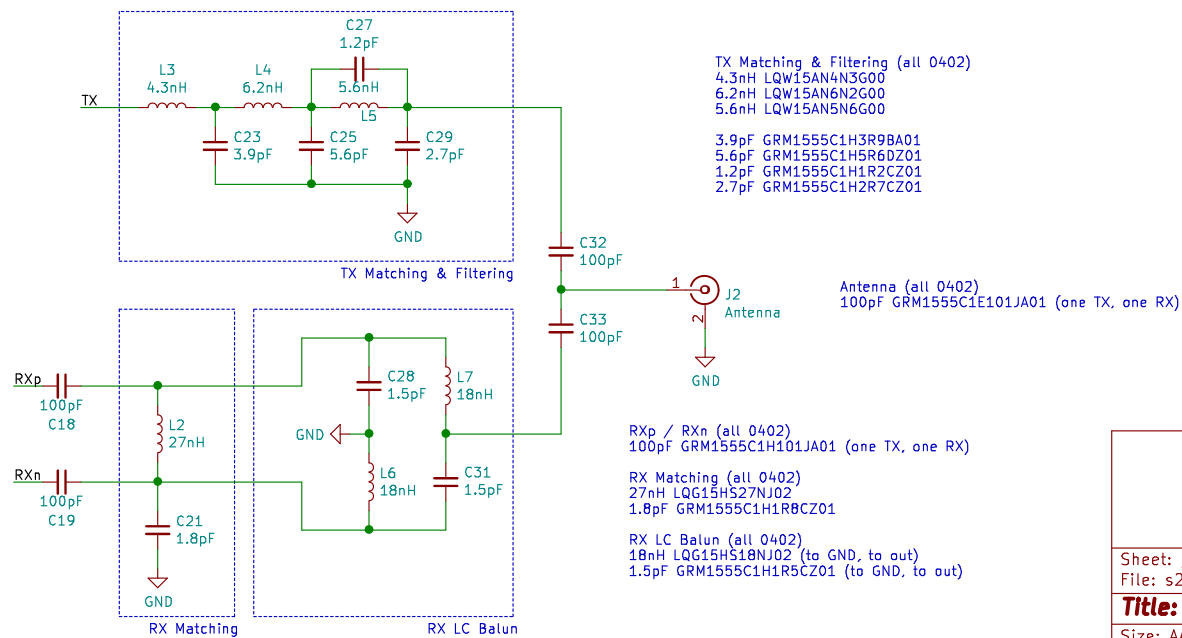 C27
1.2pF
L3
4.3nH
L4
6.2nH
5.6nH
L5
TX
C23
3.9pF
C25
5.6pF
C29
2.7pF
GND
TX Matching & Filtering
TX Matching & Filtering (all 0402)
4.3nH LQW15AN4N3G00
6.2nH LQW15AN6N2G00
5.6nH LQW15AN5N6G00
3.9pF GRM1555C1H3R9BA01
5.6pF GRM1555C1H5R6DZ01
1.2pF GRM1555C1H1R2CZ01
2.7pF GRM1555C1H2R7CZ01
C32
100pF
1
J2
Antenna
2
GND
C33
100pF
Antenna (all 0402)
100pF GRM1555C1E101JA01 (one TX, one RX)
RXp
100pF
C18
L2
27nH
RXn
100pF
C19
C21
1.8pF
GND
RX Matching
C28
1.5pF
L7
18nH
GND
L6
18nH
C31
1.5pF
RX LC Balun
RXp / RXn (all 0402)
100pF GRM1555C1H101JA01 (one TX, one RX)
RX Matching (all 0402)
27nH LQG15HS27NJ02
1.8pF GRM1555C1H1R8CZ01
RX LC Balun (all 0402)
18nH LQG15HS18NJ02 (to GND, to out)
1.5pF GRM1555C1H1R5CZ01 (to GND, to out)
Sheet:
File: s2
Title:
Size: A4